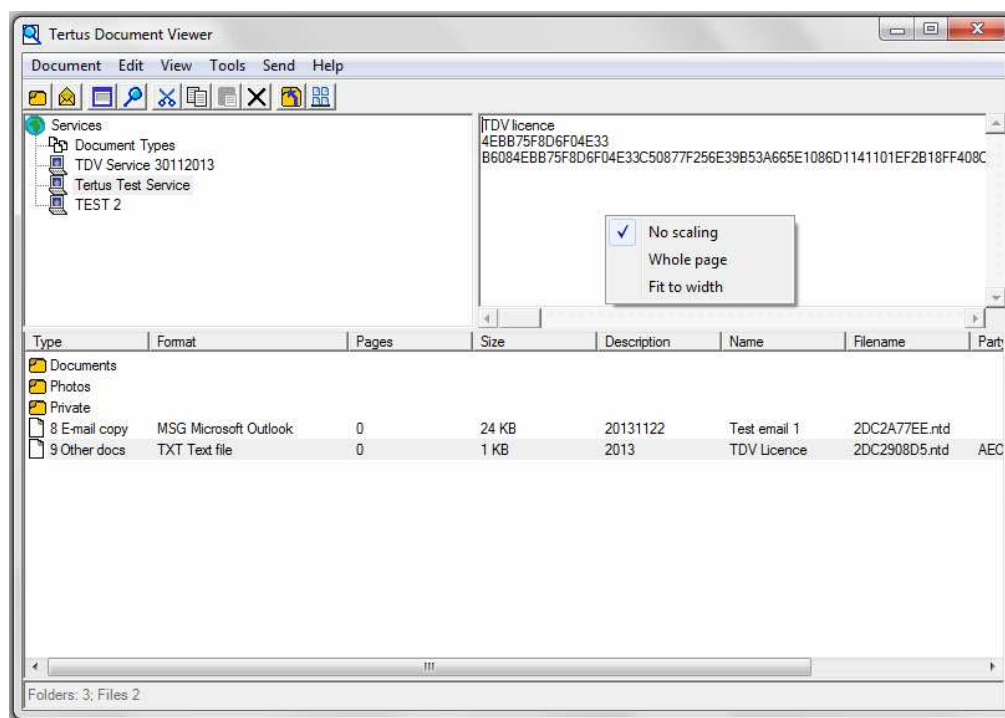 Tertus Document Viewer
Document Edit View Tools Send Help
Services
Document Types
TDV Service 30112013
Tertus Test Service
TEST 2
TDV licence
4EBB75F8D6F04E33
B6084EBB75F8D6F04E33C50877F256E39B53A665E1086D1141101EF2B18FF408C
No scaling
Whole page
Fit to width
Type Format Pages Size Description Name Filename Party
Documents
Photos
Private
8 E-mail copy MSG Microsoft Outlook 0 24 KB 20131122 Test email 1 2DC2A77EE.ntd
9 Other docs TXT Text file 0 1 KB 2013 TDV Licence 2DC2908D5.ntd AEC
Folders: 3; Files 2